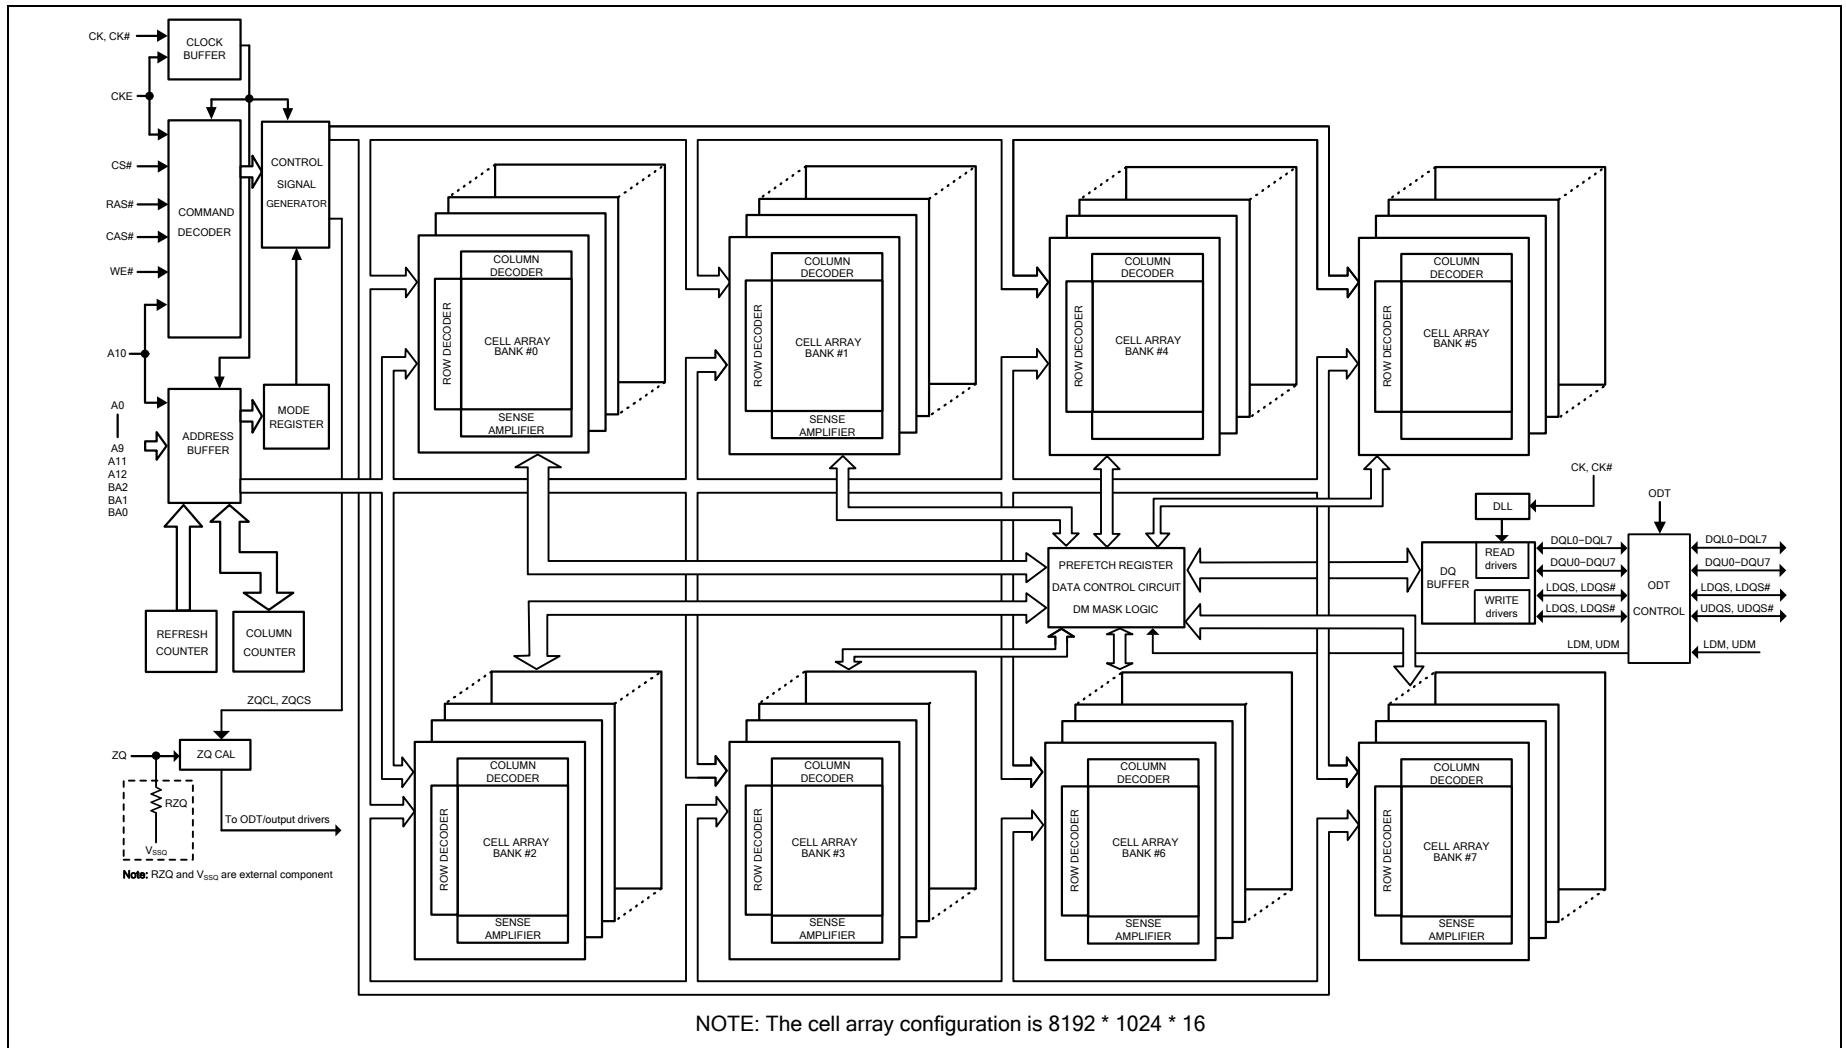 CK, CK#
CLOCK
BUFFER
CKE
CS#
RAS#
CAS#
WE#
A10
COMMAND
DECODER
CONTROL
SIGNAL
GENERATOR
A0
A9
A11
A12
BA2
BA1
BA0
ADDRESS
BUFFER
MODE
REGISTER
REFRESH
COUNTER
COLUMN
COUNTER
ZQCL, ZQCS
ZQ
ZQ CAL
RZQ
VSSQ
To ODT/output drivers
Note: RZQ and VSSQ are external component
COLUMN
DECODER
ROW DECODER
CELL ARRAY
BANK #0
SENSE
AMPLIFIER
COLUMN
DECODER
ROW DECODER
CELL ARRAY
BANK #1
SENSE
AMPLIFIER
COLUMN
DECODER
ROW DECODER
CELL ARRAY
BANK #4
COLUMN
DECODER
ROW DECODER
CELL ARRAY
BANK #5
PREFETCH REGISTER
DATA CONTROL CIRCUIT
DM MASK LOGIC
CK, CK#
DLL
DQ
BUFFER
READ
drivers
WRITE
drivers
DQL0~DQL7
DQU0~DQU7
LDQS, LDQS#
LDQS, LDQS#
LDM, UDM
ODT
ODT
CONTROL
DQL0~DQL7
DQU0~DQU7
LDQS, LDQS#
UDQS, UDQS#
LDM, UDM
COLUMN
DECODER
ROW DECODER
CELL ARRAY
BANK #2
SENSE
AMPLIFIER
COLUMN
DECODER
ROW DECODER
CELL ARRAY
BANK #3
SENSE
AMPLIFIER
COLUMN
DECODER
ROW DECODER
CELL ARRAY
BANK #6
SENSE
AMPLIFIER
COLUMN
DECODER
ROW DECODER
CELL ARRAY
BANK #7
SENSE
AMPLIFIER
NOTE: The cell array configuration is 8192 * 1024 * 16